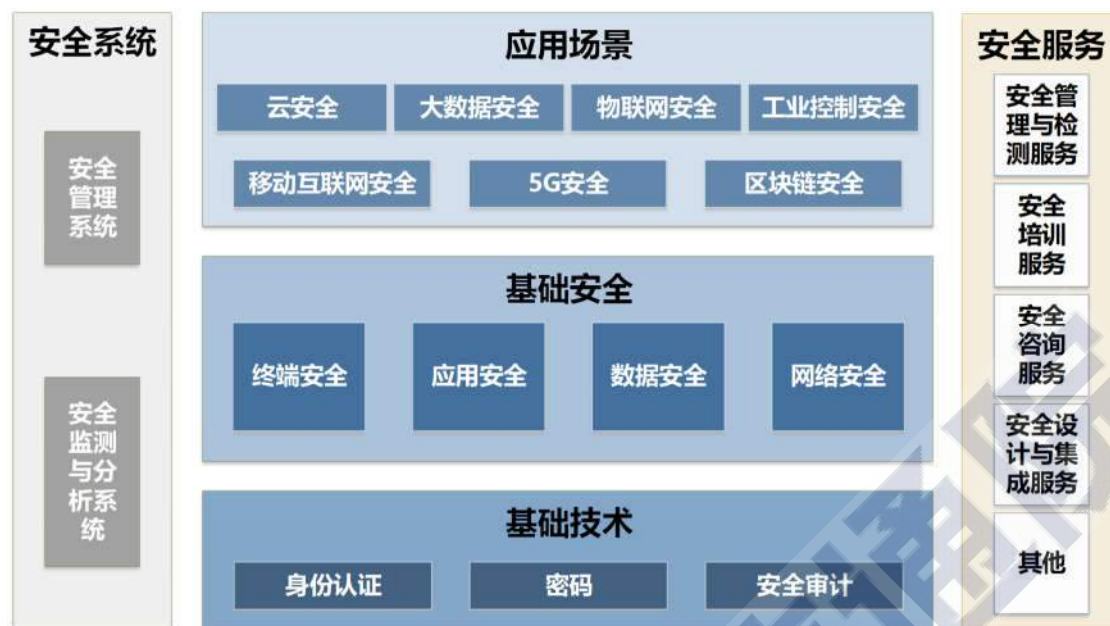 安全系统
安全
管理
系统
安全
监测
与分
析系
统
应用场景
云安全
大数据安全
物联网安全
工业控制安全
移动互联网安全
5G安全
区块链安全
基础安全
终端安全
应用安全
数据安全
网络安全
基础技术
身份认证
密码
安全审计
安全服务
安全管
理与检
测服务
安全
培训
服务
安全
咨询
服务
安全设
计与集
成服务
其他